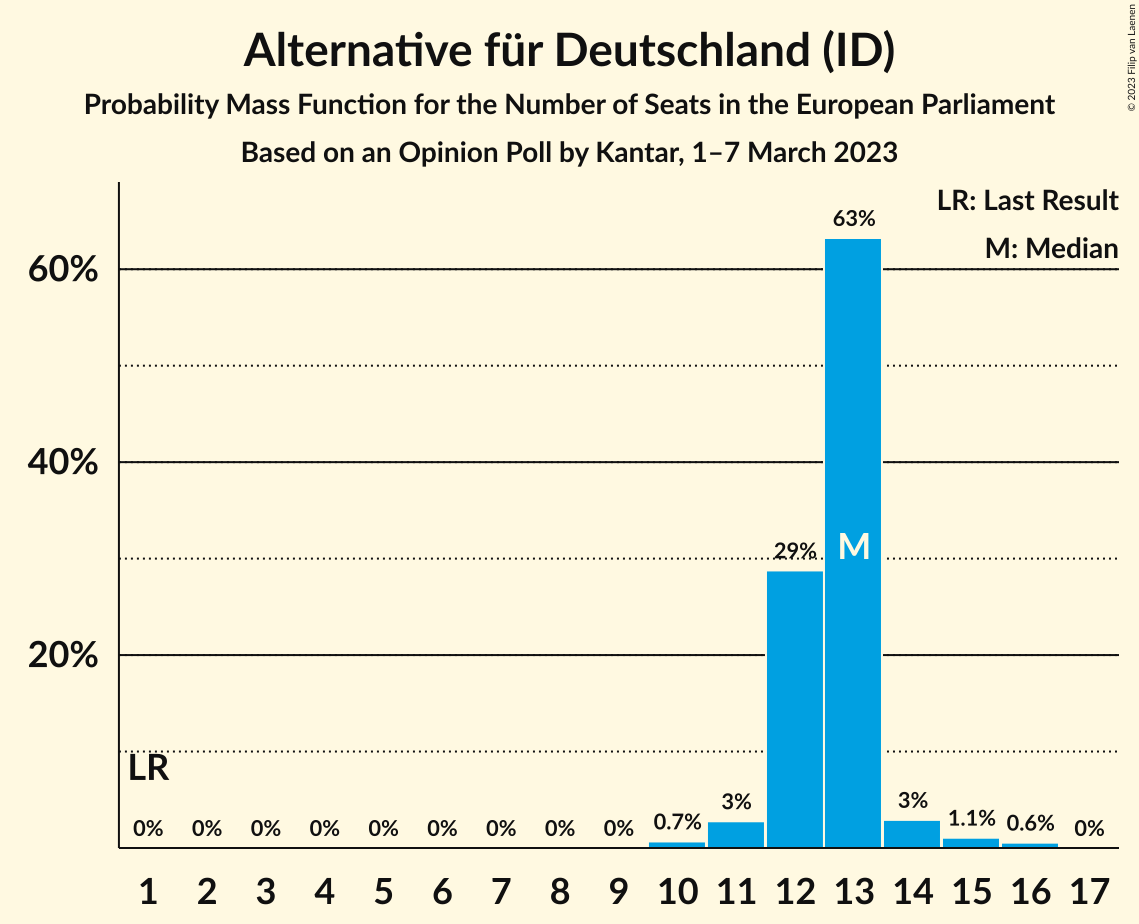 Alternative für Deutschland (ID)
Probability Mass Function for the Number of Seats in the European Parliament
Based on an Opinion Poll by Kantar, 1–7 March 2023
© 2023 Filip van Laenen
LR: Last Result
M: Median
60%
40%
20%
LR
M
0% 0% 0% 0% 0% 0% 0% 0% 0% 0.7% 3% 29% 63% 3% 1.1% 0.6% 0%
1 2 3 4 5 6 7 8 9 10 11 12 13 14 15 16 17